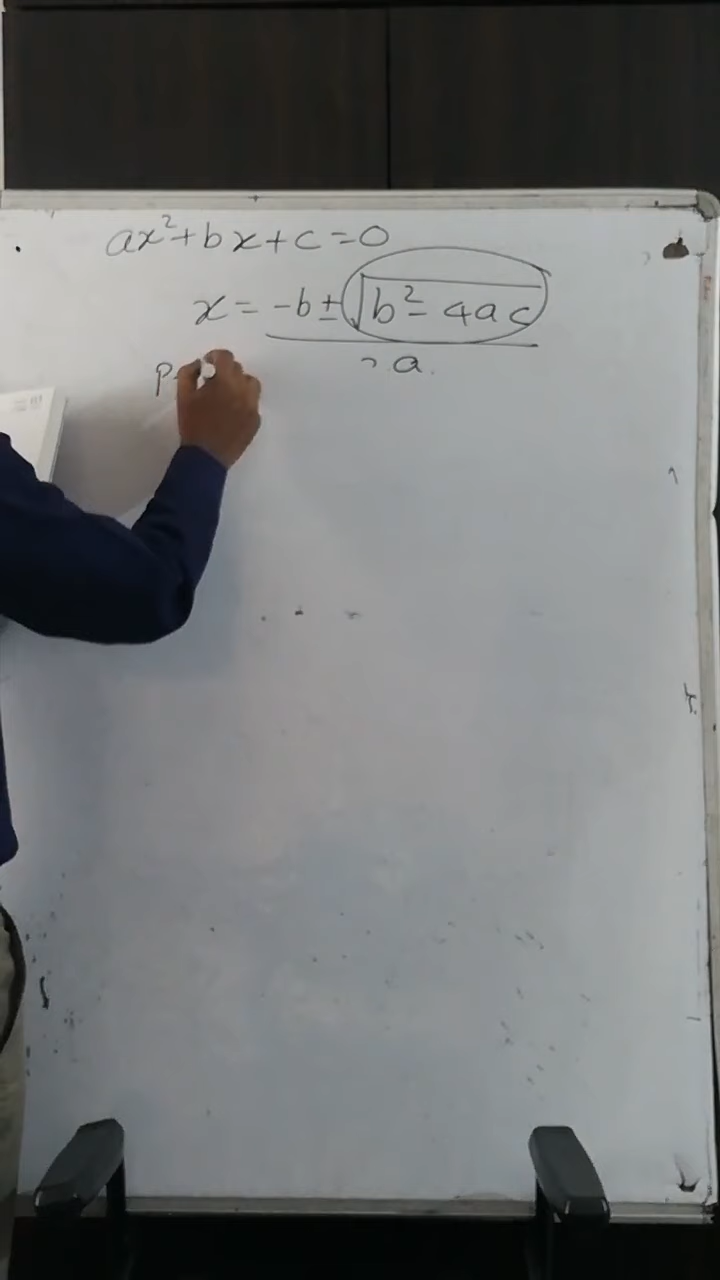 ax²+bx+c=0
x = -b ± √b²-4ac
2a
P